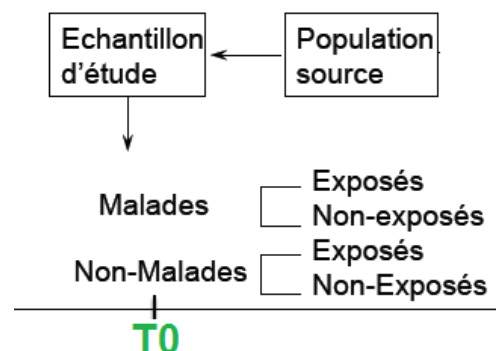 Echantillon
d'étude
Population
source
Malades
Exposés
Non-exposés
Non-Malades
Exposés
Non-Exposés
T0